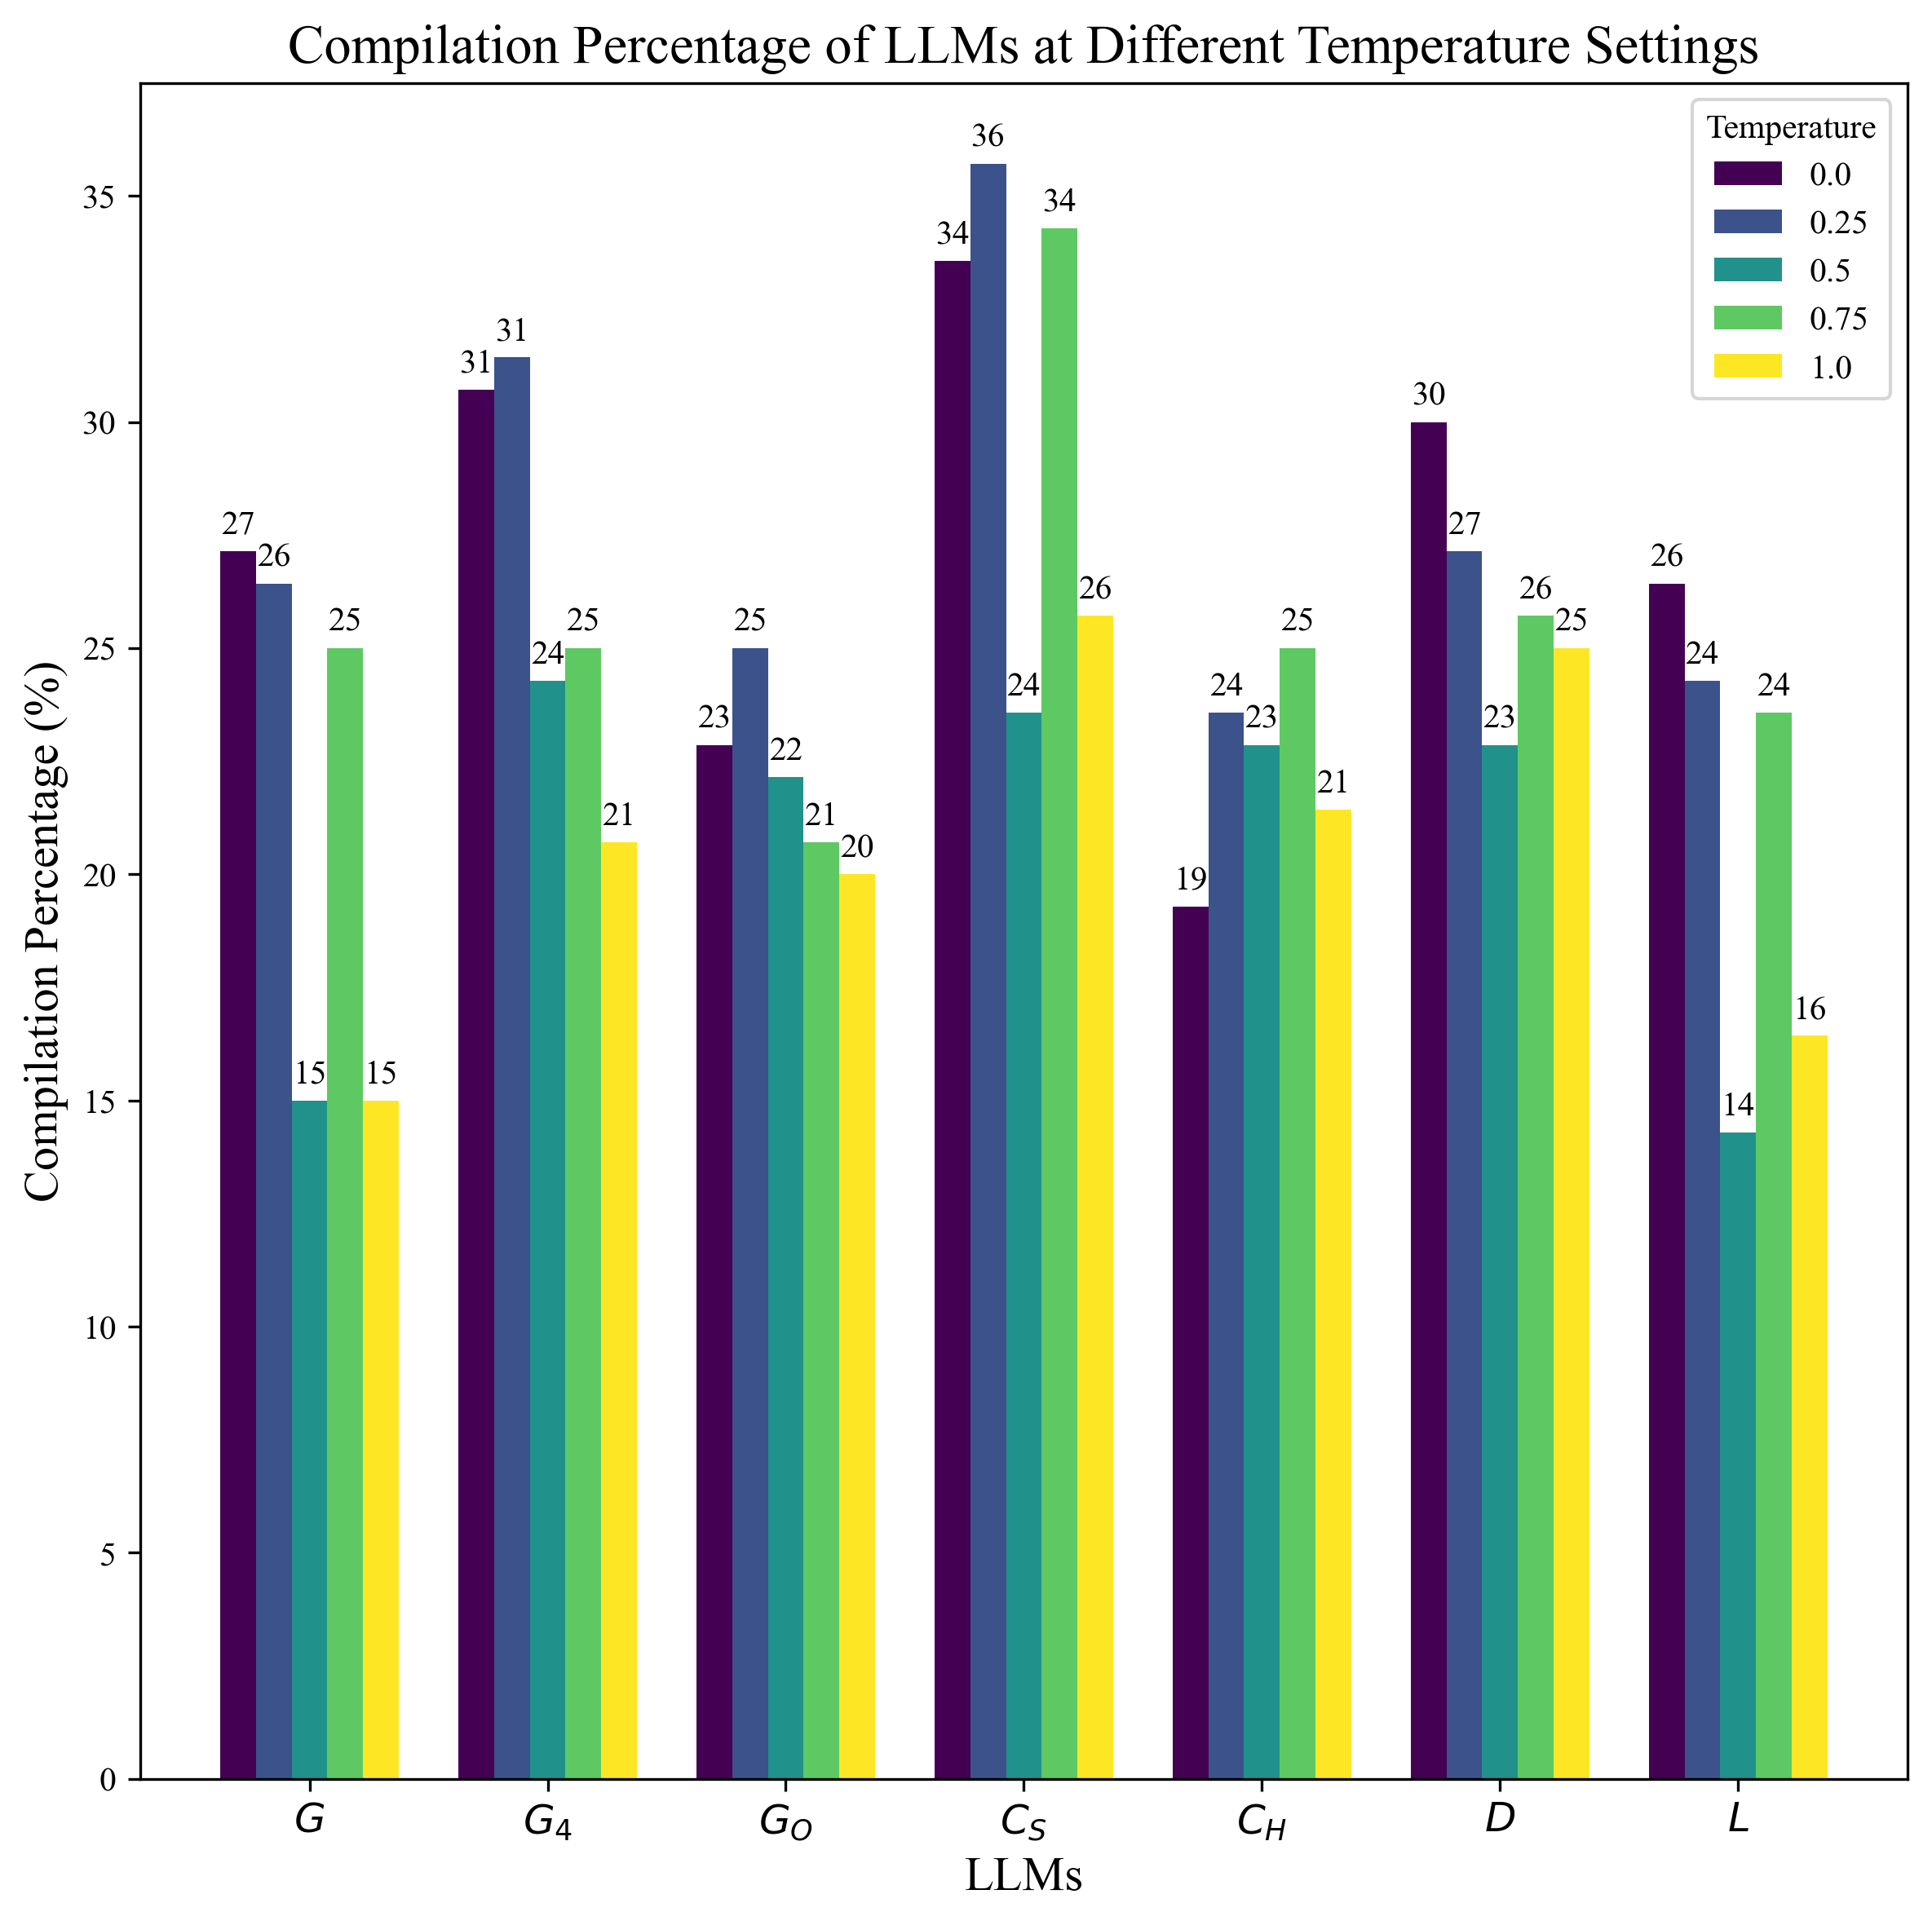 Compilation Percentage of LLMs at Different Temperature Settings
Temperature
0.0
0.25
0.5
0.75
1.0
Compilation Percentage (%)
35
30
25
20
15
10
5
0
27 26 15 25 15
31 31 24 25 21
23 25 22 21 20
34 36 24 34 26
19 24 23 25 21
30 27 23 26 25
26 24 14 24 16
G G₄ G_O C_S C_H D L
LLMs